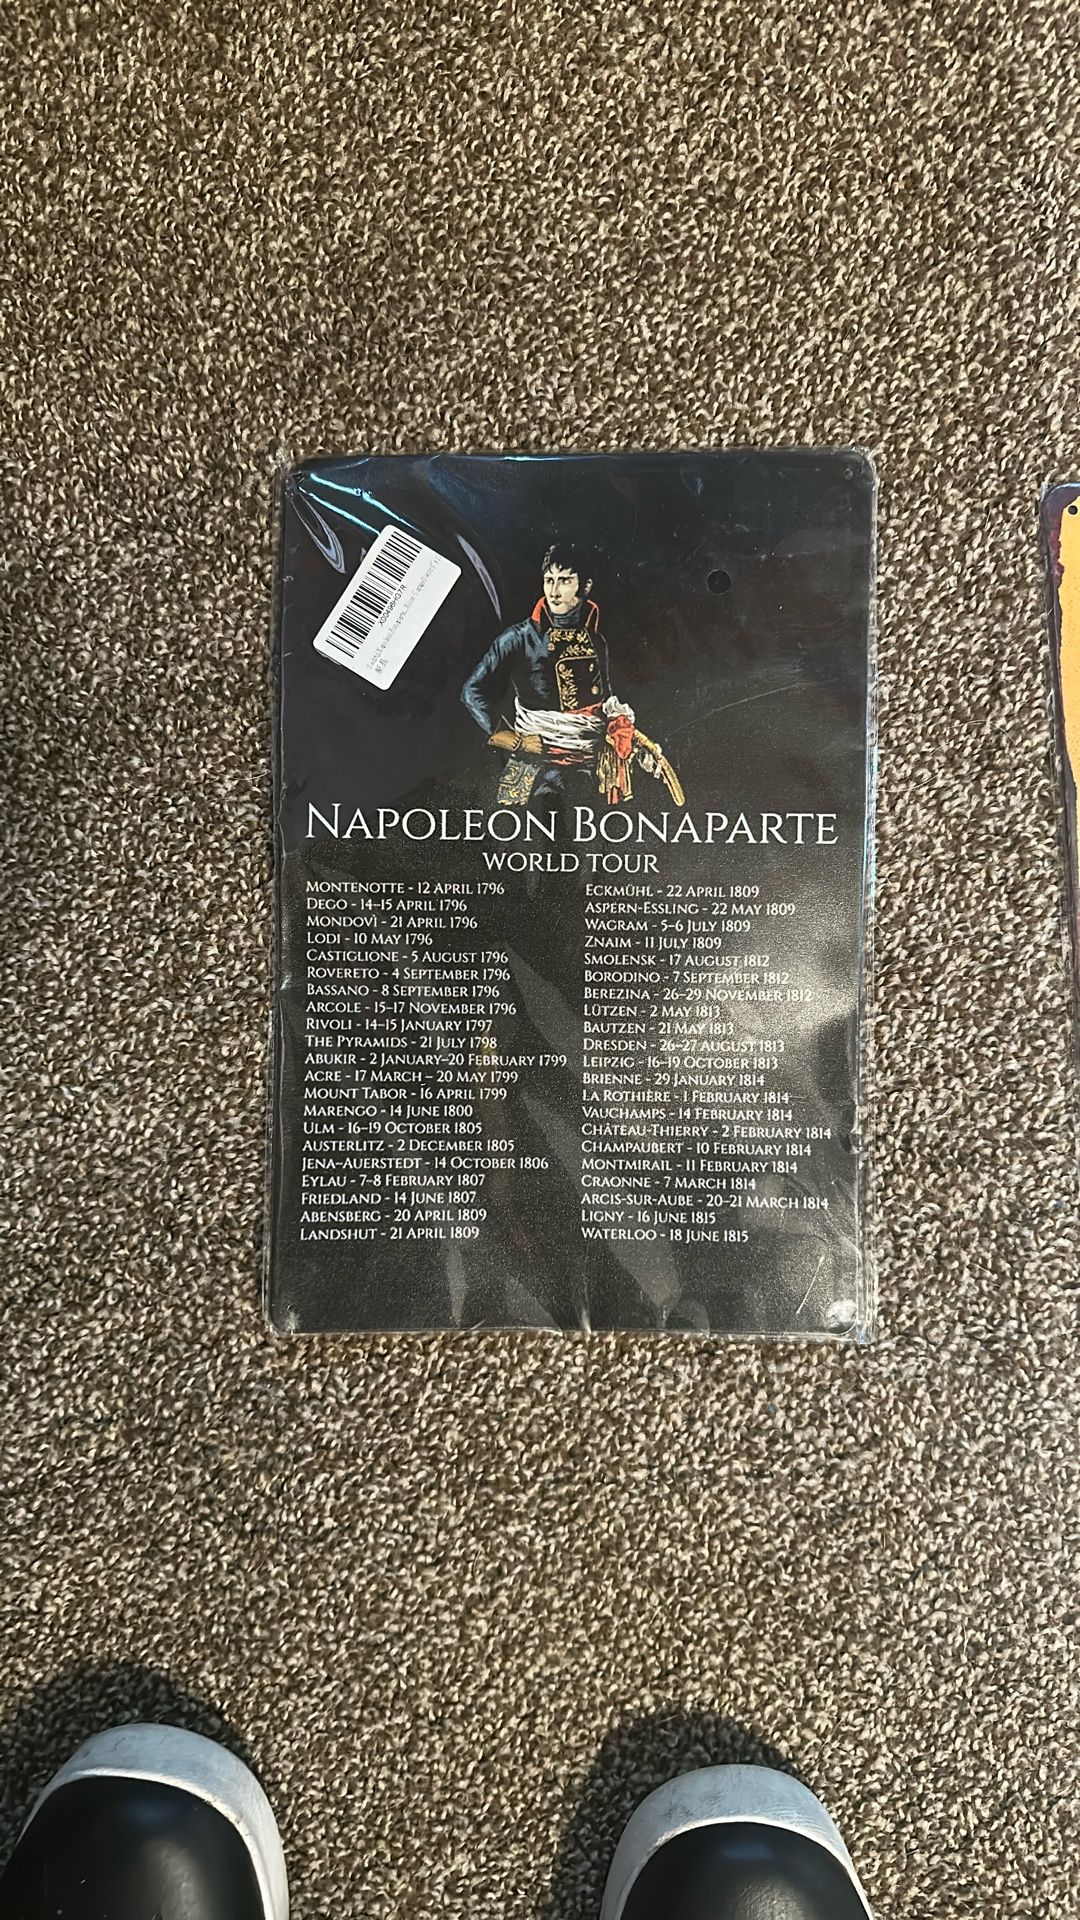 X00496HG7R
NAPOLEON BONAPARTE
WORLD TOUR
MONTENOTTE - 12 APRIL 1796
DEGO - 14–15 APRIL 1796
MONDOVÌ - 21 APRIL 1796
LODI - 10 MAY 1796
CASTIGLIONE - 5 AUGUST 1796
ROVERETO - 4 SEPTEMBER 1796
BASSANO - 8 SEPTEMBER 1796
ARCOLE - 15–17 NOVEMBER 1796
RIVOLI - 14–15 JANUARY 1797
THE PYRAMIDS - 21 JULY 1798
ABUKIR - 2 JANUARY–20 FEBRUARY 1799
ACRE - 17 MARCH – 20 MAY 1799
MOUNT TABOR - 16 APRIL 1799
MARENGO - 14 JUNE 1800
ULM - 16–19 OCTOBER 1805
AUSTERLITZ - 2 DECEMBER 1805
JENA–AUERSTEDT - 14 OCTOBER 1806
EYLAU - 7–8 FEBRUARY 1807
FRIEDLAND - 14 JUNE 1807
ABENSBERG - 20 APRIL 1809
LANDSHUT - 21 APRIL 1809
ECKMÜHL - 22 APRIL 1809
ASPERN-ESSLING - 22 MAY 1809
WAGRAM - 5–6 JULY 1809
ZNAIM - 11 JULY 1809
SMOLENSK - 17 AUGUST 1812
BORODINO - 7 SEPTEMBER 1812
BEREZINA - 26–29 NOVEMBER 1812
LÜTZEN - 2 MAY 1813
BAUTZEN - 21 MAY 1813
DRESDEN - 26–27 AUGUST 1813
LEIPZIG - 16–19 OCTOBER 1813
BRIENNE - 29 JANUARY 1814
LA ROTHIÈRE - 1 FEBRUARY 1814
VAUCHAMPS - 14 FEBRUARY 1814
CHÂTEAU-THIERRY - 2 FEBRUARY 1814
CHAMPAUBERT - 10 FEBRUARY 1814
MONTMIRAIL - 11 FEBRUARY 1814
CRAONNE - 7 MARCH 1814
ARCIS-SUR-AUBE - 20–21 MARCH 1814
LIGNY - 16 JUNE 1815
WATERLOO - 18 JUNE 1815